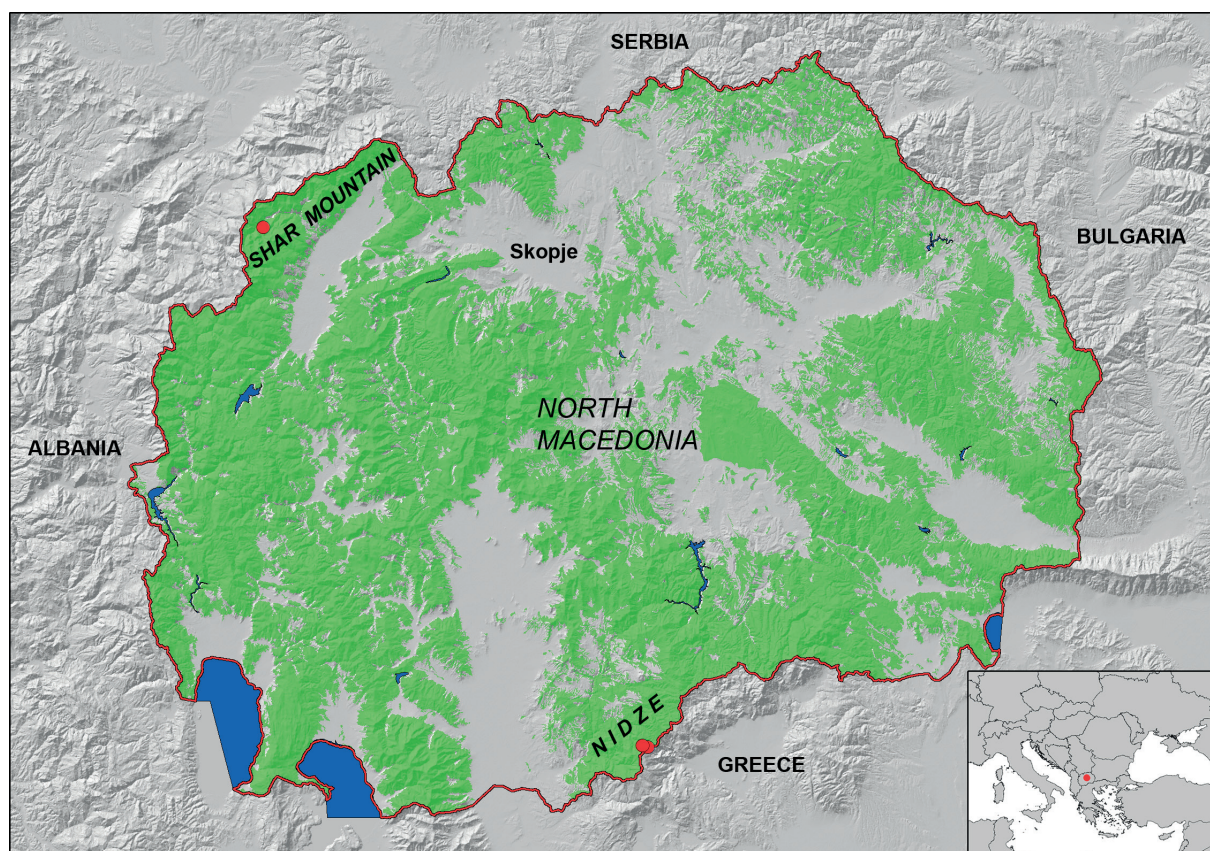 SERBIA
SHAR MOUNTAIN
Skopje
BULGARIA
NORTH
MACEDONIA
ALBANIA
NIDZE
GREECE